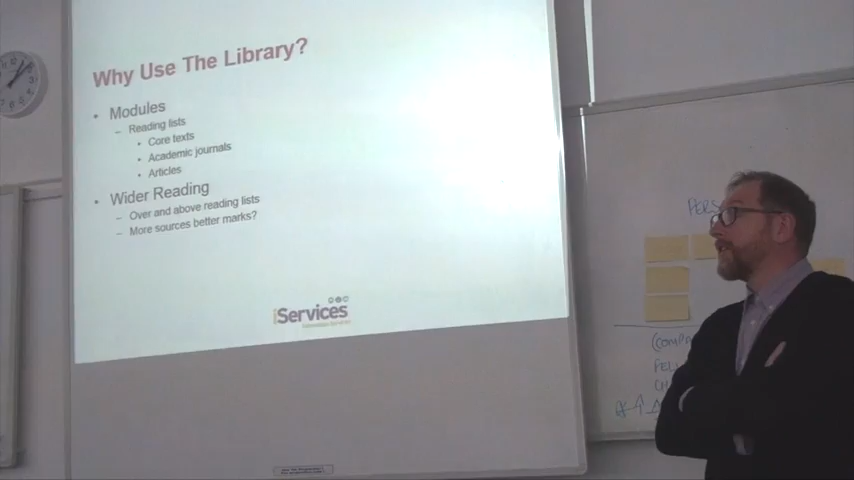 Why Use The Library?
• Modules
– Reading lists
• Core texts
• Academic journals
• Articles
• Wider Reading
– Over and above reading lists
– More sources better marks?
iServices